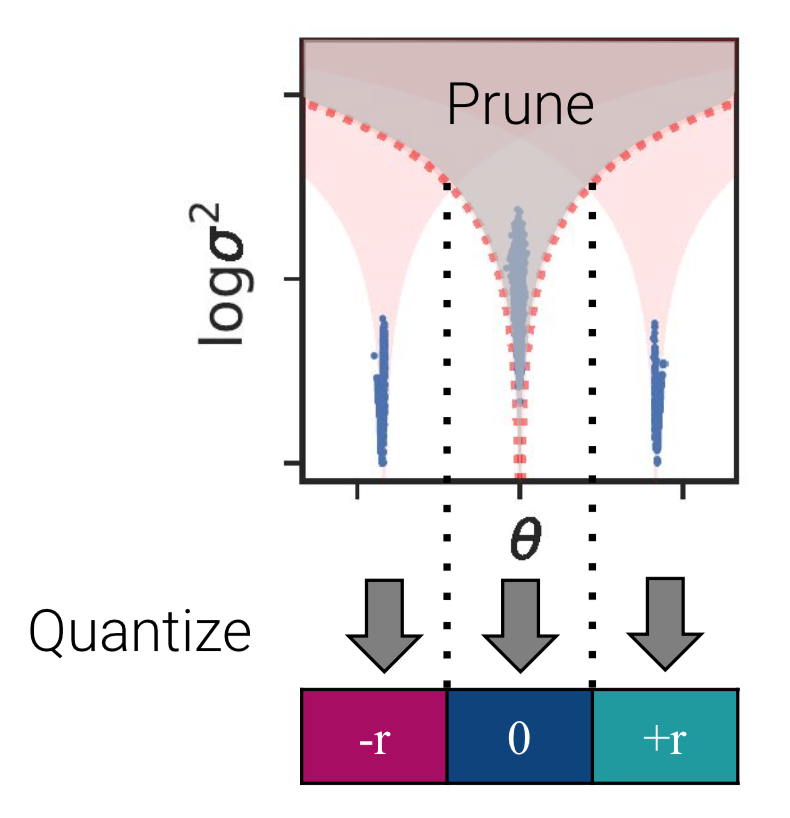 Prune
logσ²
θ
Quantize
-r 0 +r